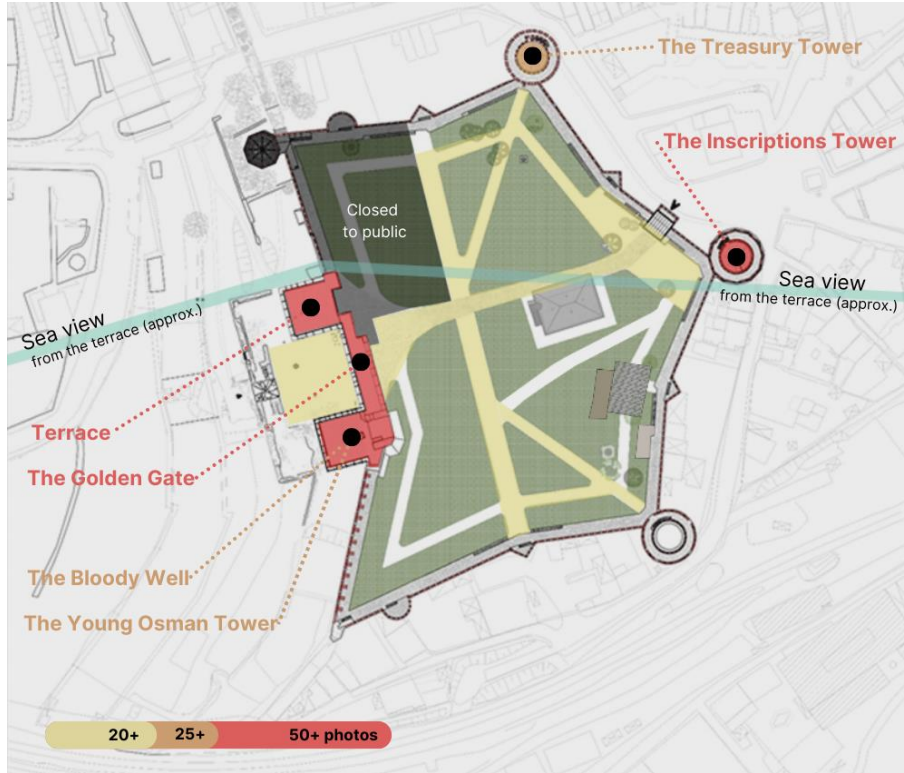 The Treasury Tower
The Inscriptions Tower
Closed
to public
Sea view
from the terrace (approx.)
Sea view
from the terrace (approx.)
Terrace
The Golden Gate
The Bloody Well
The Young Osman Tower
20+
25+
50+ photos